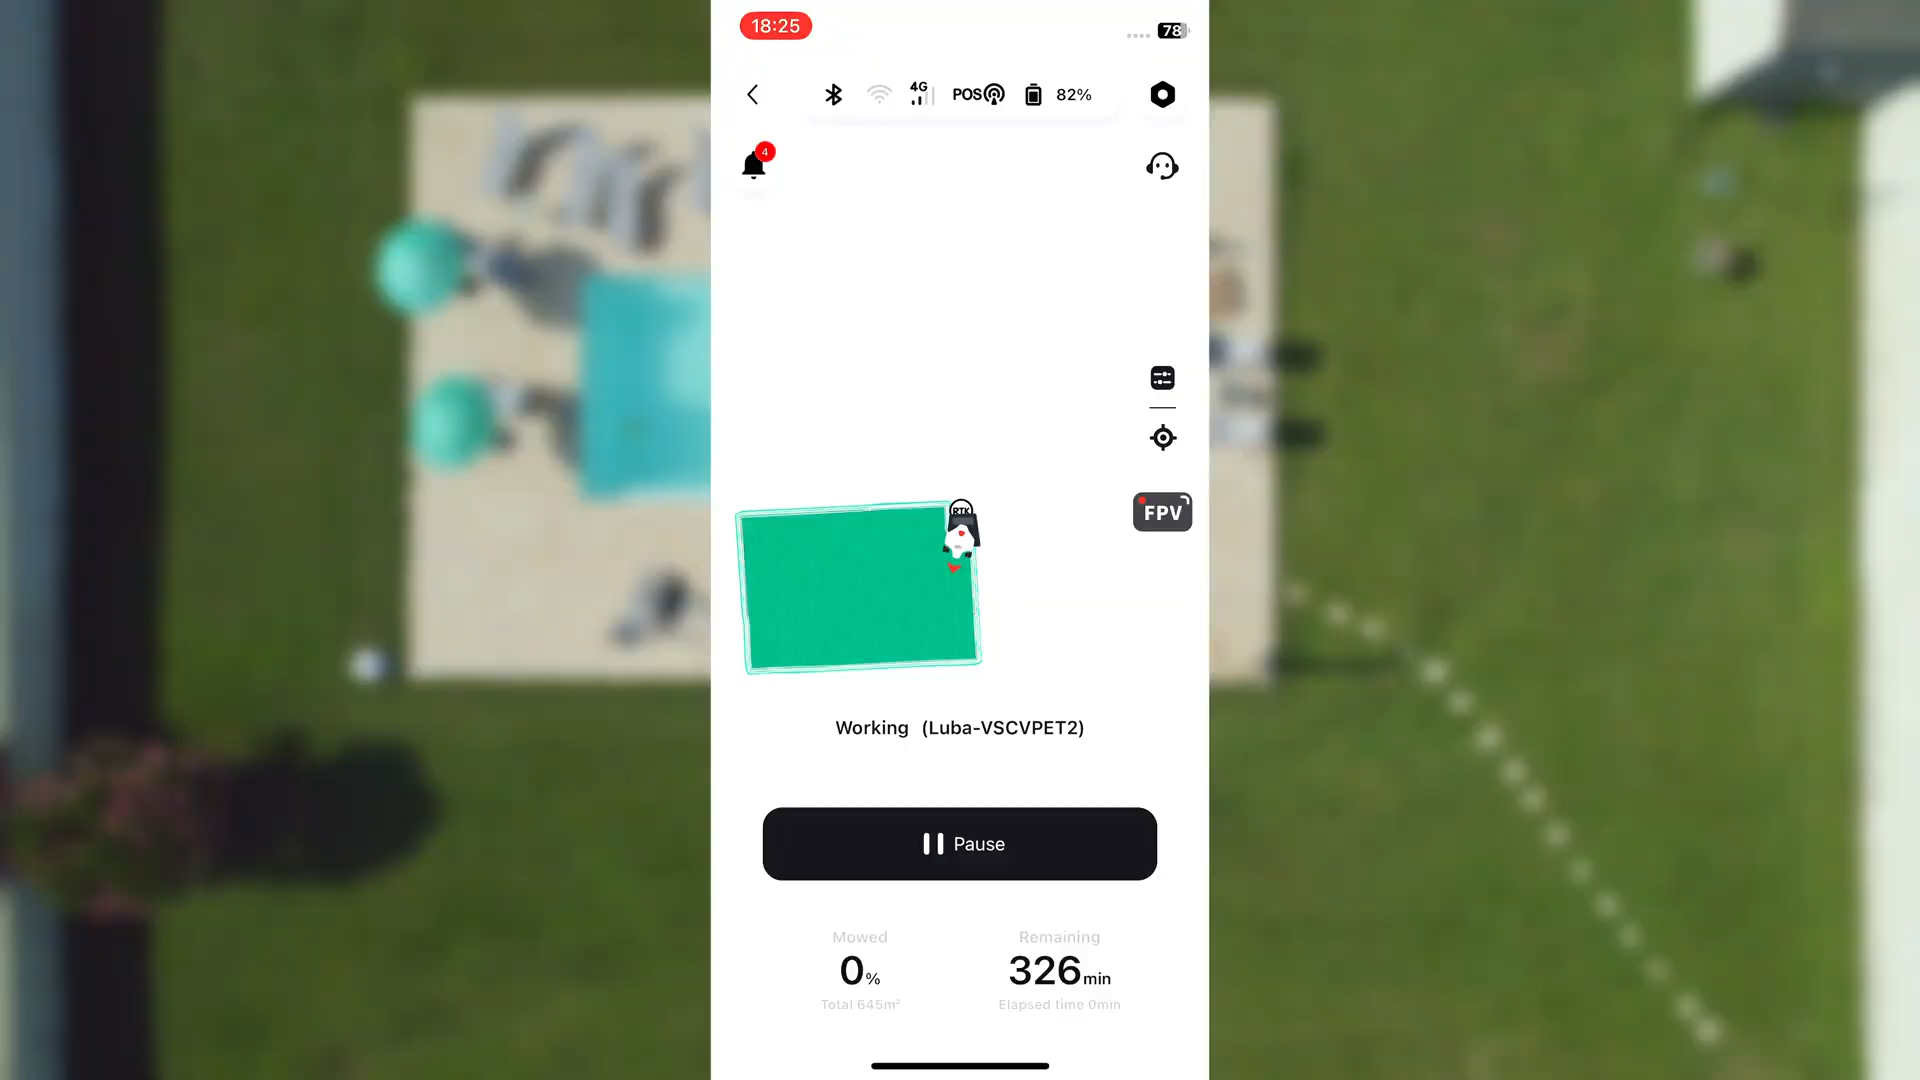 18:25
78
4G
POS
82%
4
FPV
RTK
Working (Luba-VSCVPET2)
Pause
Mowed
Remaining
0%
326min
Total 645m²
Elapsed time 0min